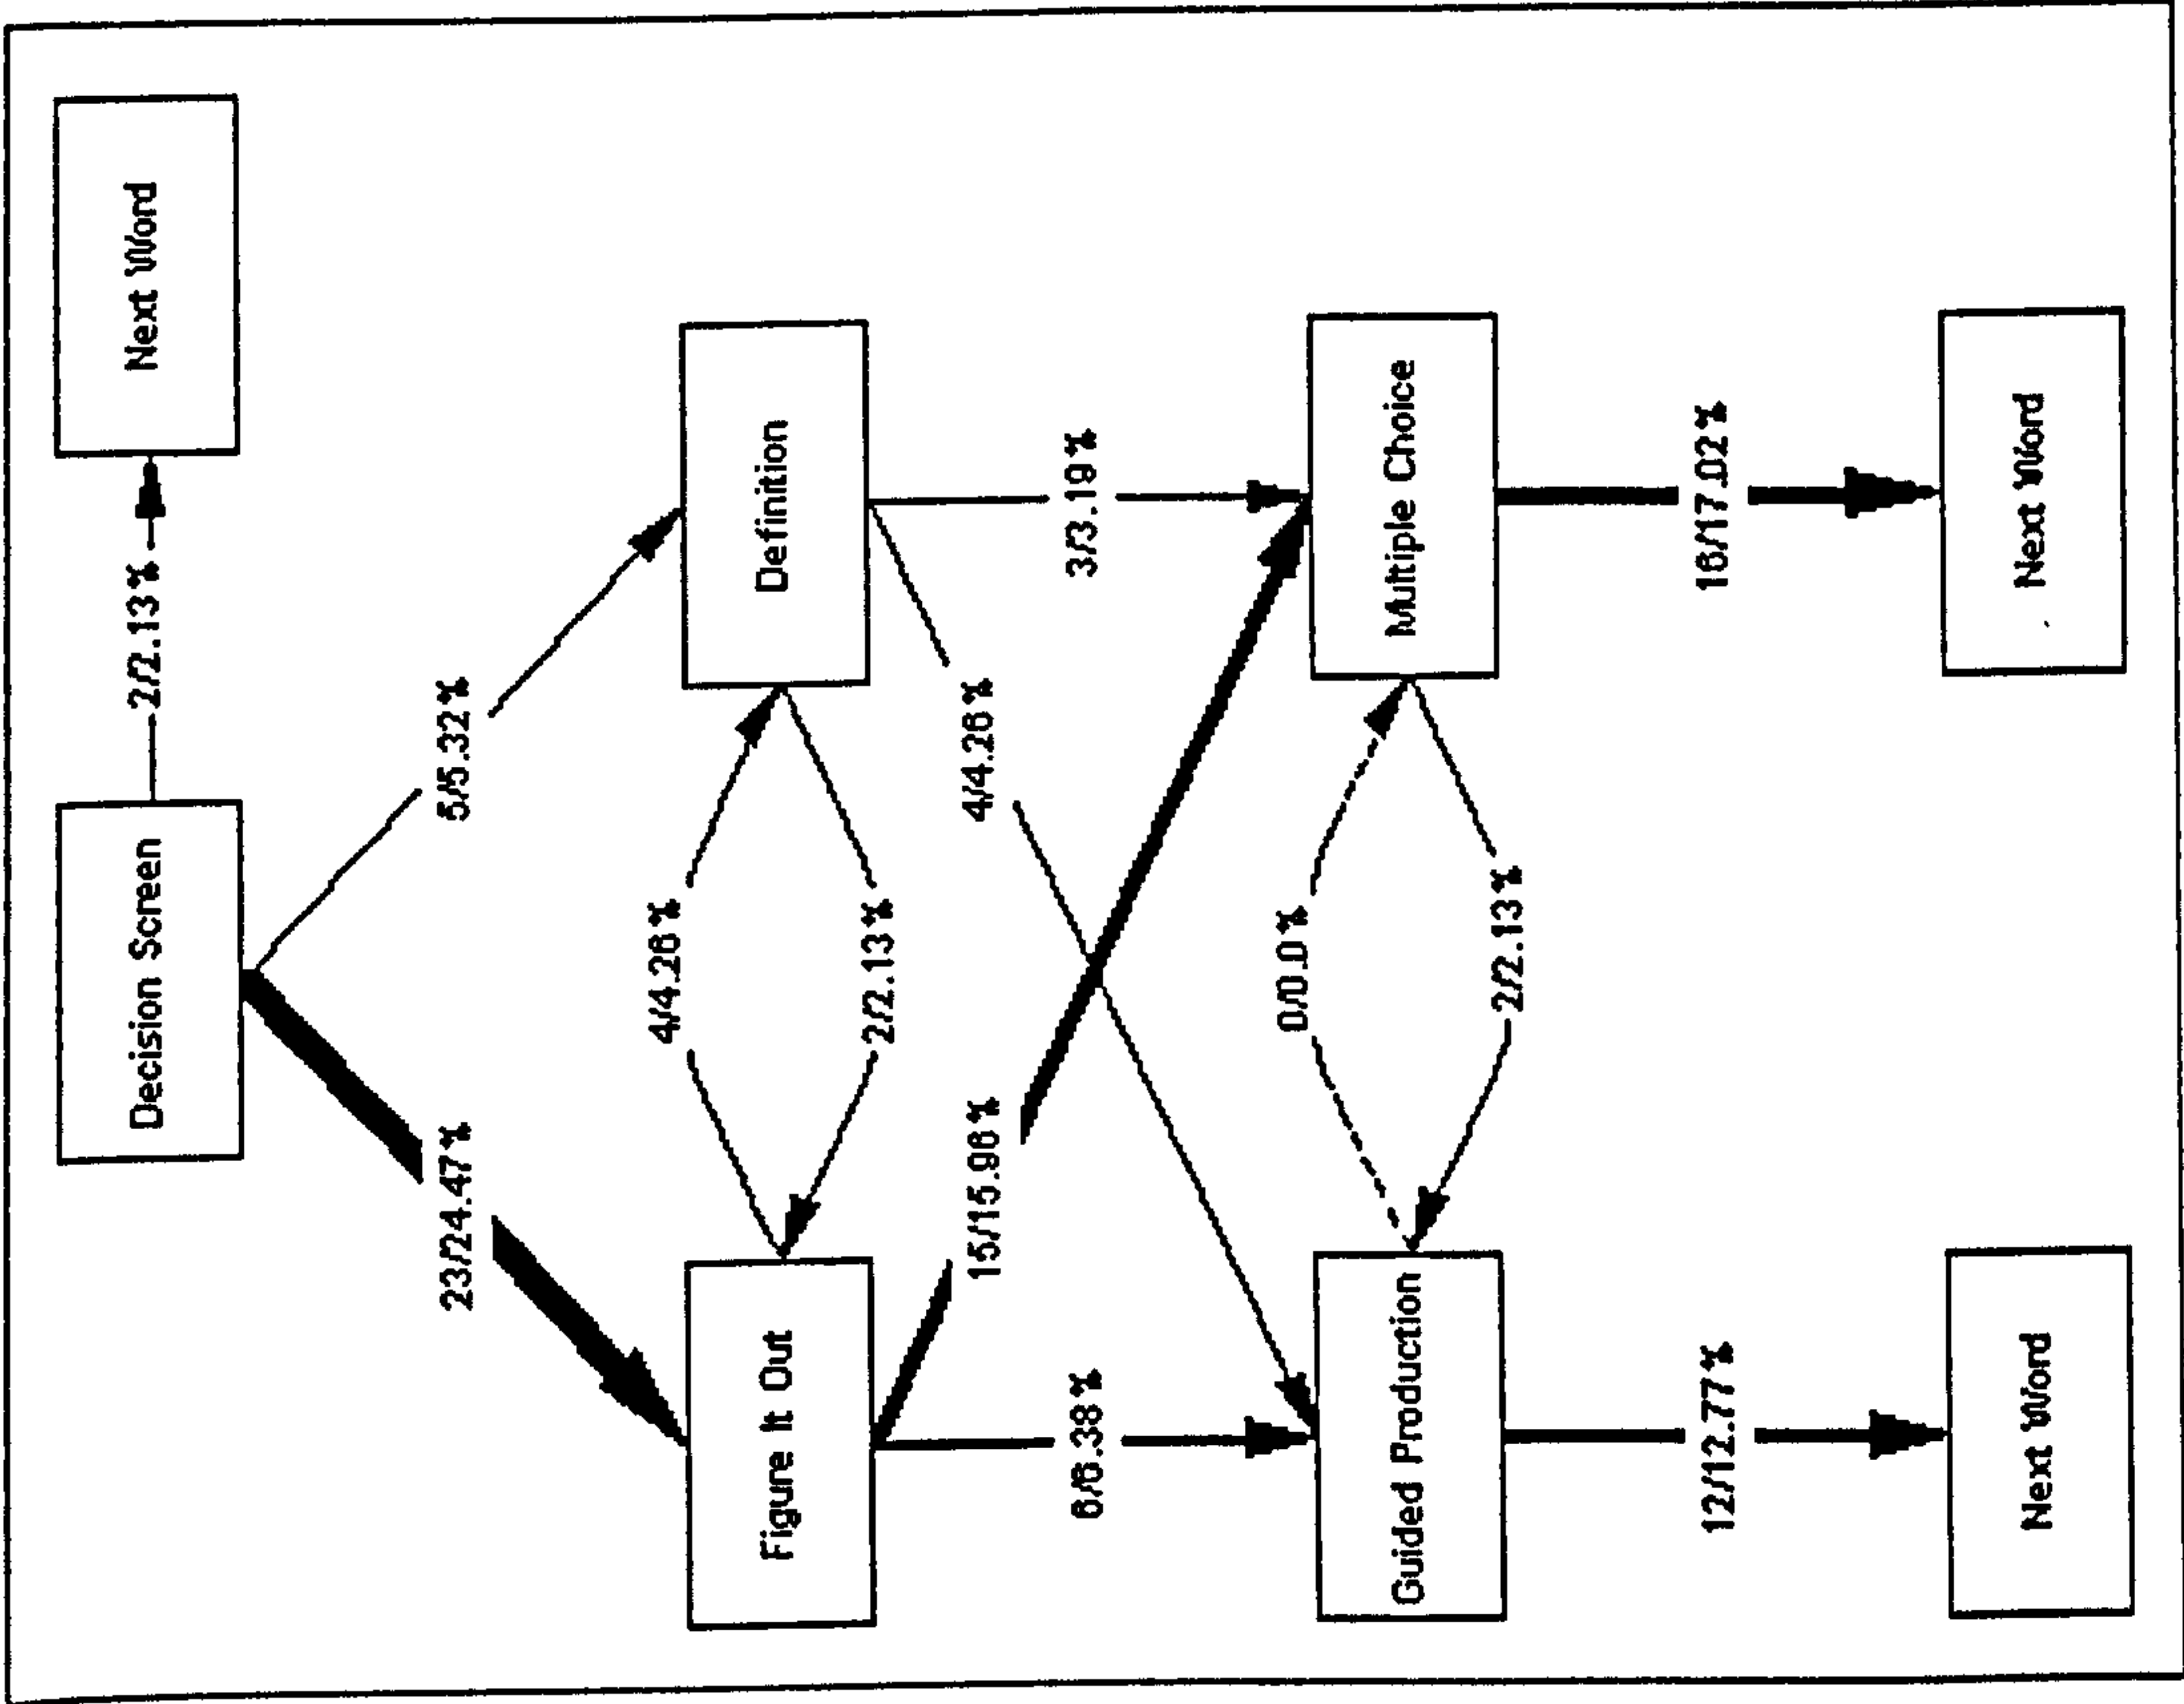 Decision Screen
2/2.13%
Next Word
23/24.47%
5/5.32%
4/4.26%
Figure It Out
Definition
2/2.13%
15/15.96%
4/4.26%
6/6.38%
3/3.19%
0/0.0%
Guided Production
Multiple Choice
2/2.13%
12/12.77%
16/17.02%
Next Word
Next Word